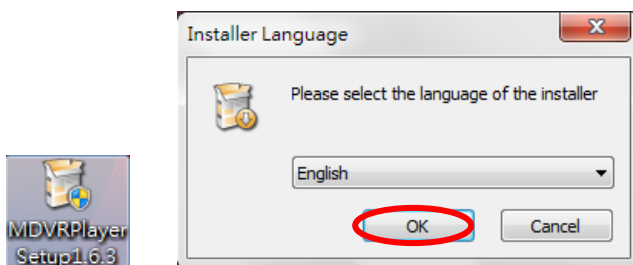 Installer Language
Please select the language of the installer
English
OK
Cancel
MDVRPlayer
Setup1.6.3